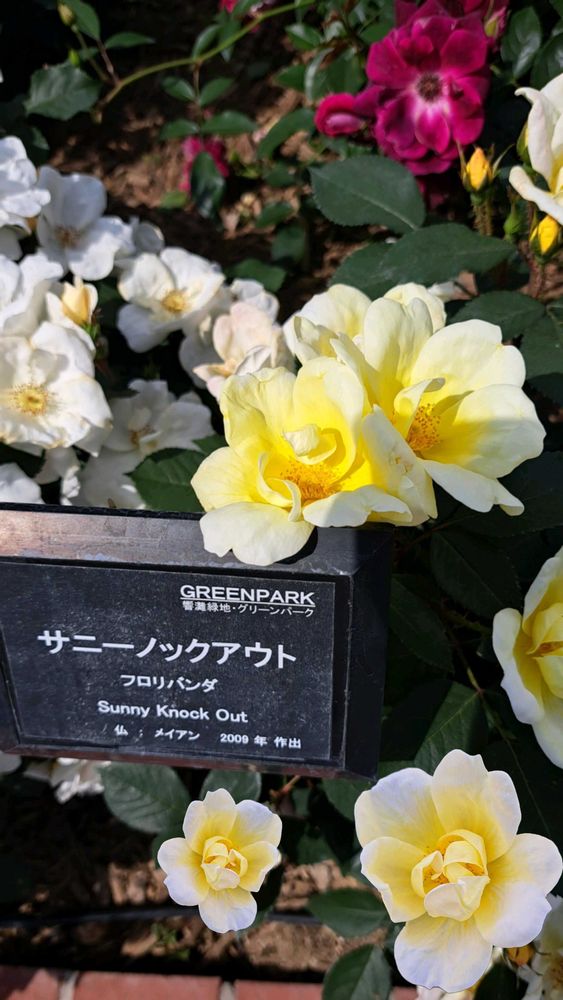 GREENPARK
響灘緑地・グリーンパーク
サニーノックアウト
フロリバンダ
Sunny Knock Out
仏 : メイアン 2009 年 作出